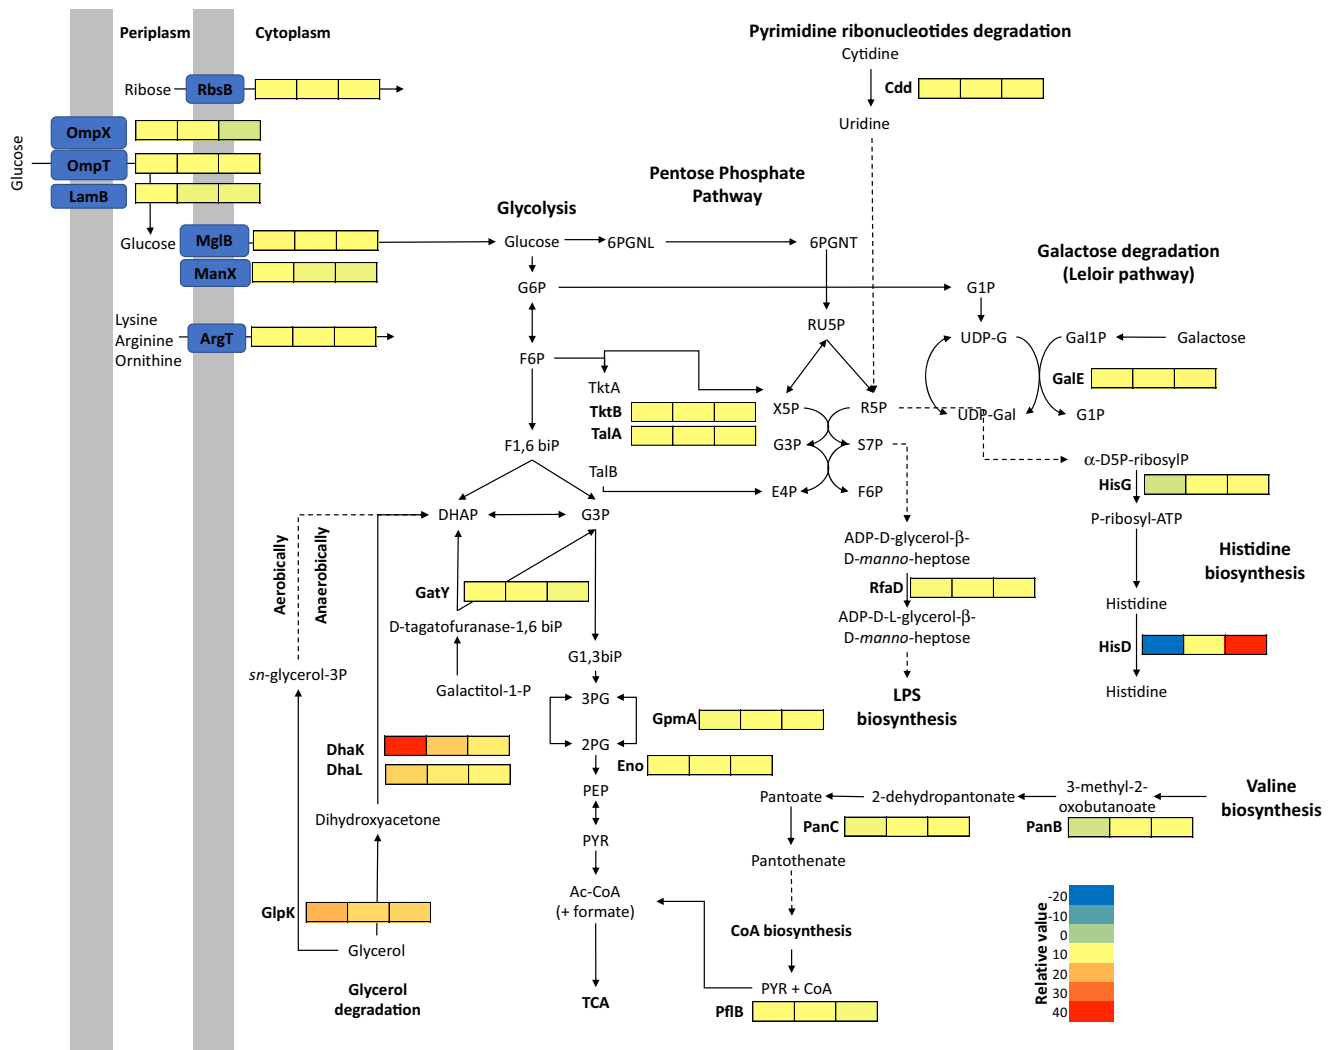 Periplasm
Cytoplasm
Pyrimidine ribonucleotides degradation
Cytidine
Cdd
Uridine
Ribose
RbsB
OmpX
OmpT
LamB
Glucose
Glucose
MglB
ManX
Lysine
Arginine
Ornithine
ArgT
Pentose Phosphate
Pathway
Glycolysis
Glucose
6PGNL
6PGNT
G6P
G1P
Galactose degradation
(Leloir pathway)
RU5P
UDP-G
Gal1P
Galactose
F6P
TktA
TktB
TalA
X5P
R5P
GalE
UDP-Gal
G1P
F1,6 biP
G3P
S7P
TalB
E4P
F6P
α-D5P-ribosylP
HisG
P-ribosyl-ATP
DHAP
G3P
Aerobically
Anaerobically
ADP-D-glycerol-β-
D-manno-heptose
Histidine
biosynthesis
GatY
RfaD
Histidine
D-tagatofuranase-1,6 biP
ADP-D-L-glycerol-β-
D-manno-heptose
HisD
G1,3biP
sn-glycerol-3P
Galactitol-1-P
3PG
LPS
biosynthesis
Histidine
GpmA
DhaK
DhaL
2PG
Eno
PEP
Pantoate
2-dehydropantonate
3-methyl-2-
oxobutanoate
Valine
biosynthesis
Dihydroxyacetone
PanC
PanB
PYR
Pantothenate
Ac-CoA
(+ formate)
GlpK
CoA biosynthesis
Glycerol
Glycerol
degradation
TCA
PYR + CoA
PflB
Relative value
-20
-10
0
10
20
30
40